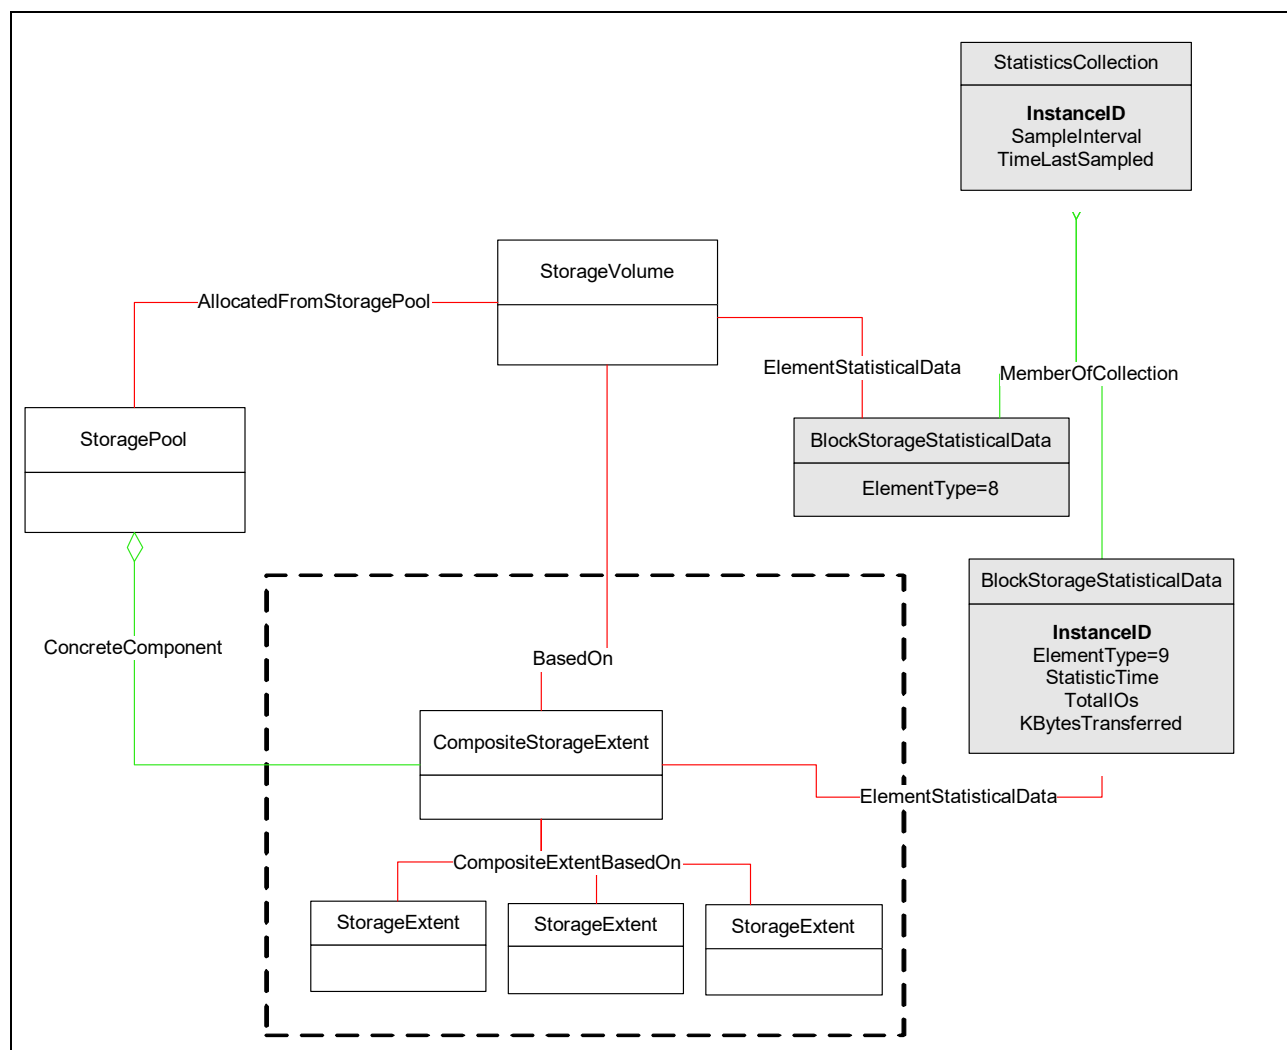 StatisticsCollection
InstanceID
SampleInterval
TimeLastSampled
StorageVolume
AllocatedFromStoragePool
ElementStatisticalData
MemberOfCollection
StoragePool
BlockStorageStatisticalData
ElementType=8
BlockStorageStatisticalData
InstanceID
ElementType=9
StatisticTime
TotalIOs
KBytesTransferred
ConcreteComponent
BasedOn
CompositeStorageExtent
ElementStatisticalData
CompositeExtentBasedOn
StorageExtent
StorageExtent
StorageExtent